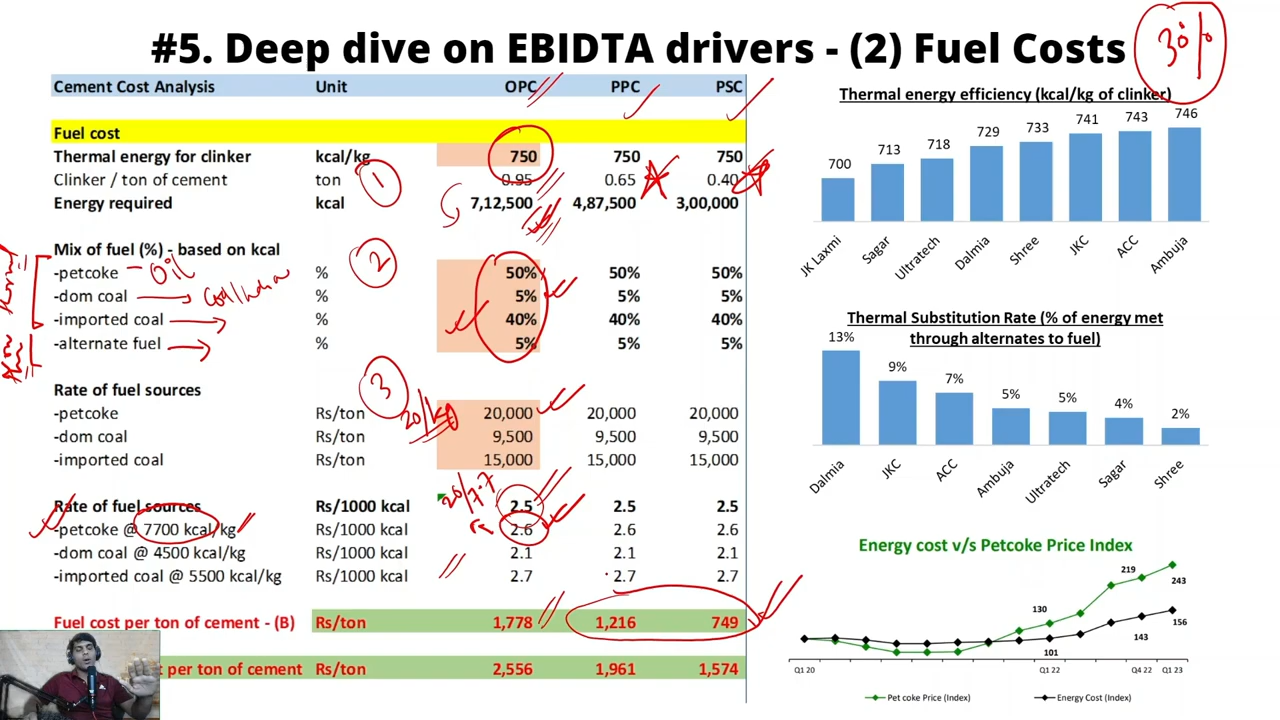 #5. Deep dive on EBIDTA drivers - (2) Fuel Costs
30%
Cement Cost Analysis Unit OPC PPC PSC
Fuel cost
Thermal energy for clinker kcal/kg 750 750 750
Clinker / ton of cement ton 0.95 0.65 0.40
1
Energy required kcal 7,12,500 4,87,500 3,00,000
Mix of fuel (%) - based on kcal
2
-petcoke % 50% 50% 50%
Oil
-dom coal % 5% 5% 5%
Coal India
-imported coal % 40% 40% 40%
-alternate fuel % 5% 5% 5%
Rate of fuel sources
3
-petcoke Rs/ton 20,000 20,000 20,000
20/kg
-dom coal Rs/ton 9,500 9,500 9,500
-imported coal Rs/ton 15,000 15,000 15,000
20/7.7
Rate of fuel sources Rs/1000 kcal 2.5 2.5 2.5
-petcoke @ 7700 kcal/kg Rs/1000 kcal 2.6 2.6 2.6
-dom coal @ 4500 kcal/kg Rs/1000 kcal 2.1 2.1 2.1
-imported coal @ 5500 kcal/kg Rs/1000 kcal 2.7 2.7 2.7
Fuel cost per ton of cement - (B) Rs/ton 1,778 1,216 749
t per ton of cement Rs/ton 2,556 1,961 1,574
Thermal energy efficiency (kcal/kg of clinker)
700 713 718 729 733 741 743 746
JK Laxmi Sagar Ultratech Dalmia Shree JKC ACC Ambuja
Thermal Substitution Rate (% of energy met
through alternates to fuel)
13% 9% 7% 5% 5% 4% 2%
Dalmia JKC ACC Ambuja Ultratech Sagar Shree
Energy cost v/s Petcoke Price Index
219 243
130 156
101 143
Q1 20 Q1 22 Q4 22 Q1 23
Pet coke Price (Index) Energy Cost (Index)